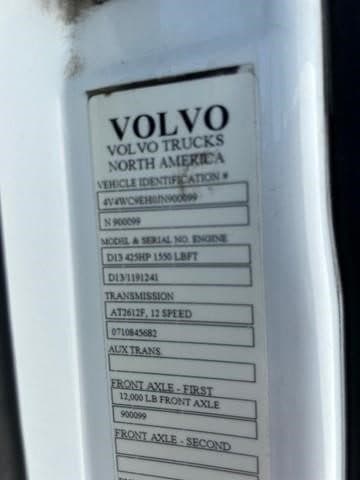 VOLVO
VOLVO TRUCKS
NORTH AMERICA
VEHICLE IDENTIFICATION #
4V4WC9EH0JN900099
N 900099
MODEL & SERIAL NO. ENGINE
D13 425HP 1550 LBFT
D13/1191241
TRANSMISSION
AT2612F, 12 SPEED
0710845682
AUX TRANS.
FRONT AXLE - FIRST
12,000 LB FRONT AXLE
900099
FRONT AXLE - SECOND